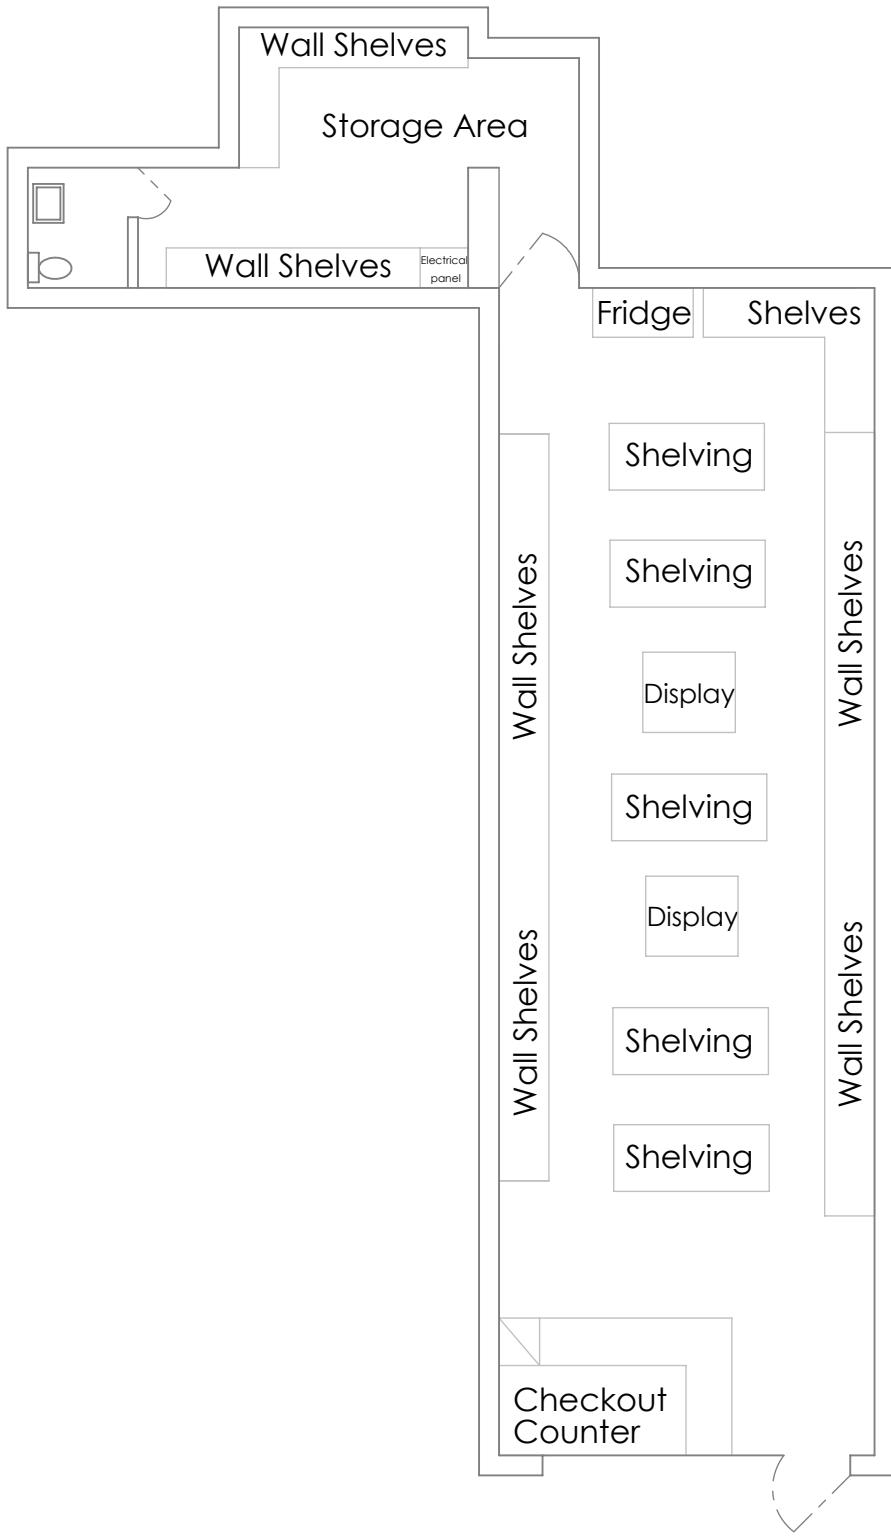 Wall Shelves
Storage Area
Wall Shelves
Electrical
panel
Fridge
Shelves
Shelving
Shelving
Wall Shelves
Wall Shelves
Display
Shelving
Display
Wall Shelves
Wall Shelves
Shelving
Shelving
Checkout
Counter